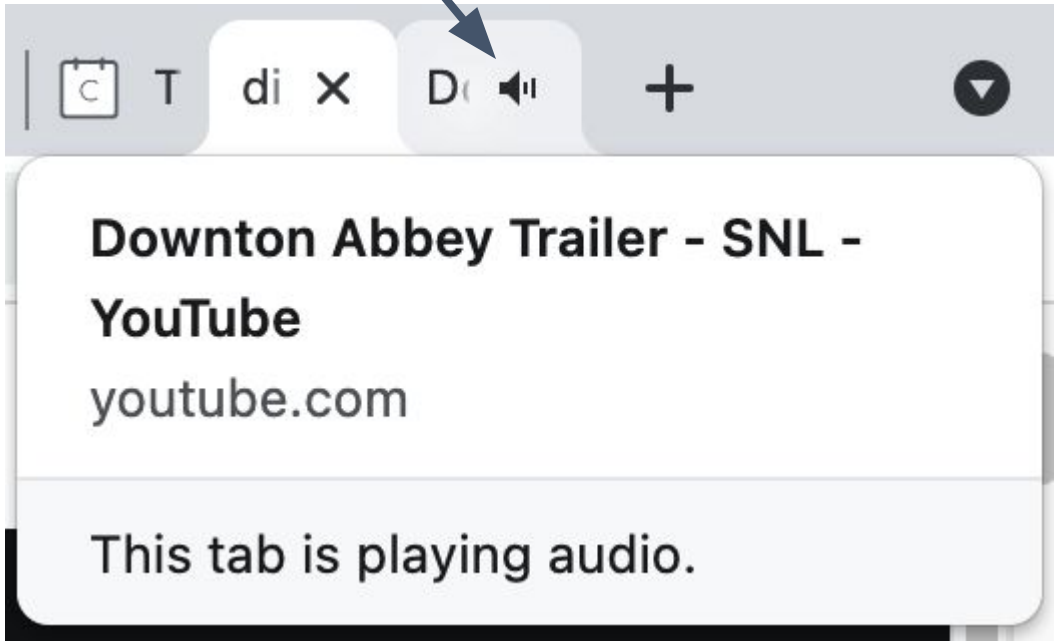 C T di D
Downton Abbey Trailer - SNL -
YouTube
youtube.com
This tab is playing audio.